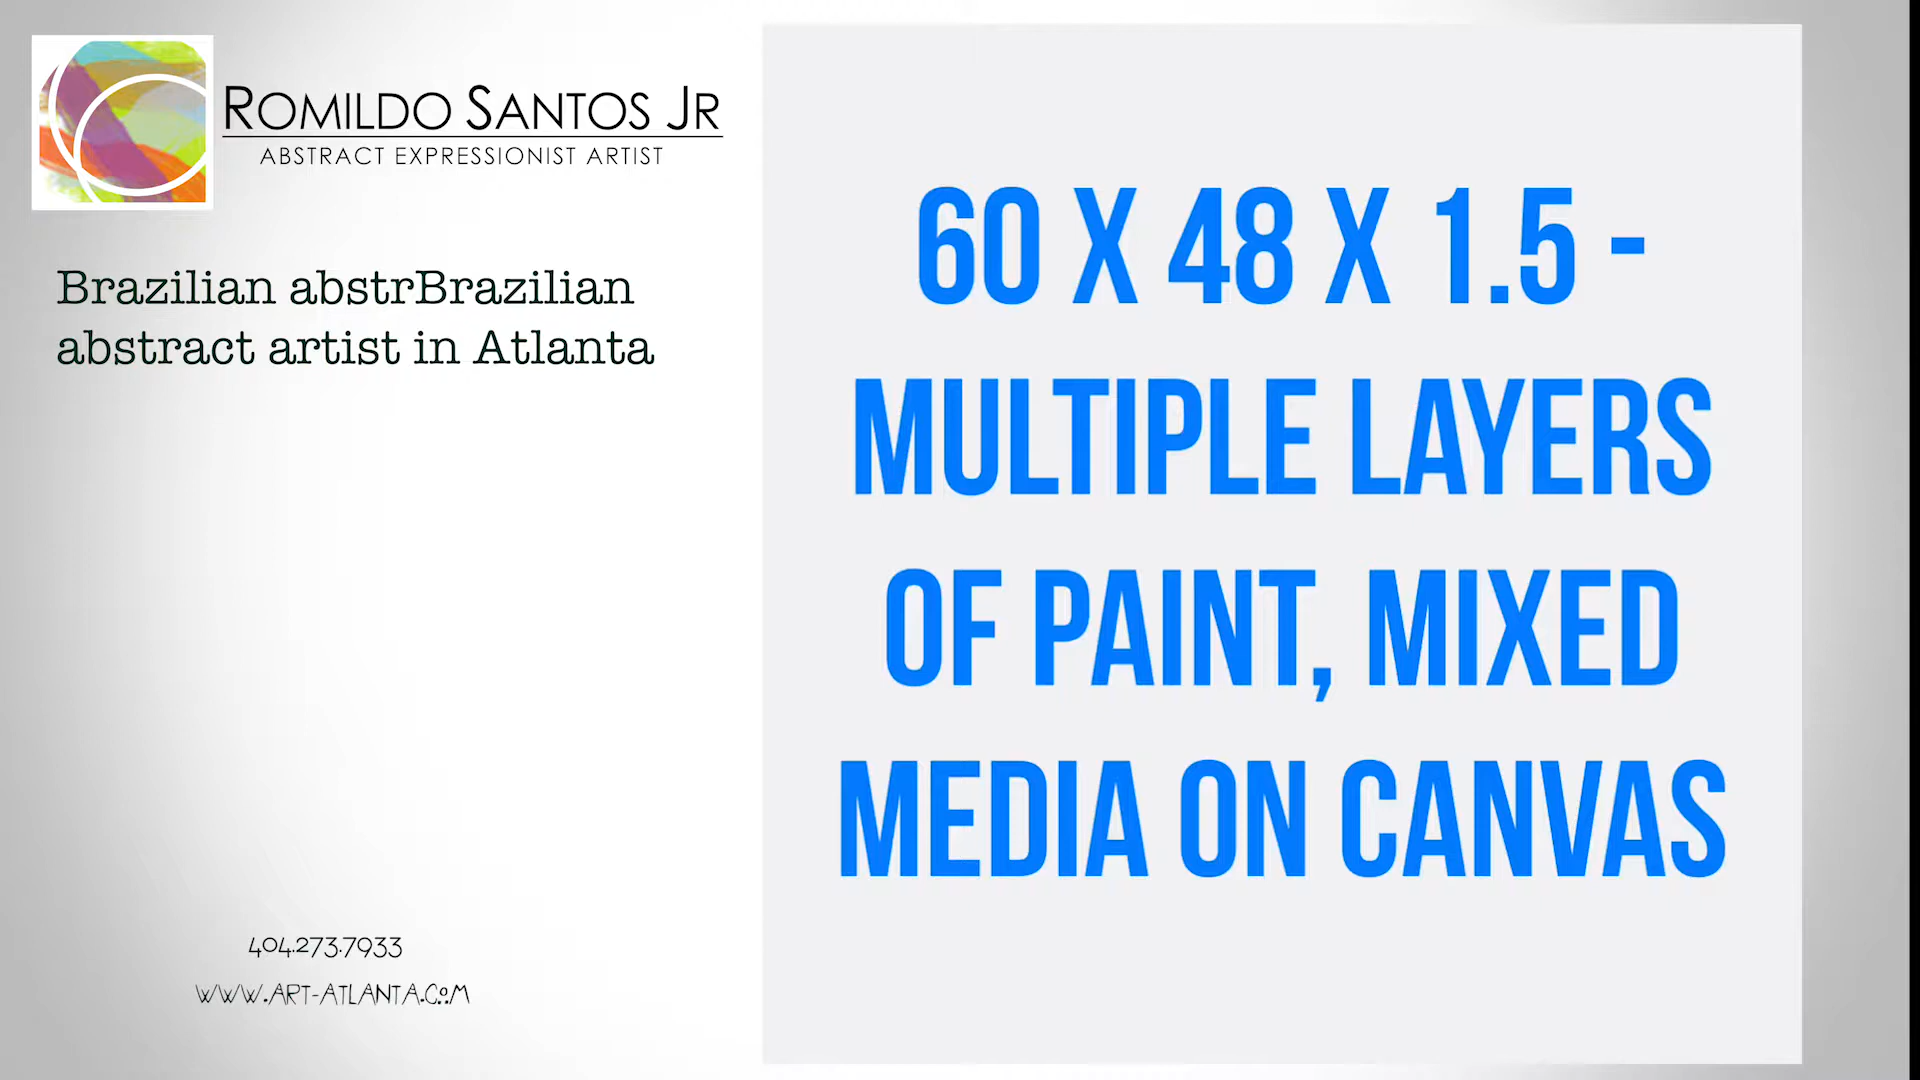 ROMILDO SANTOS JR
ABSTRACT EXPRESSIONIST ARTIST
Brazilian abstrBrazilian
abstract artist in Atlanta
404.273.7933
WWW.ART-ATLANTA.COM
60 X 48 X 1.5 -
MULTIPLE LAYERS
OF PAINT, MIXED
MEDIA ON CANVAS